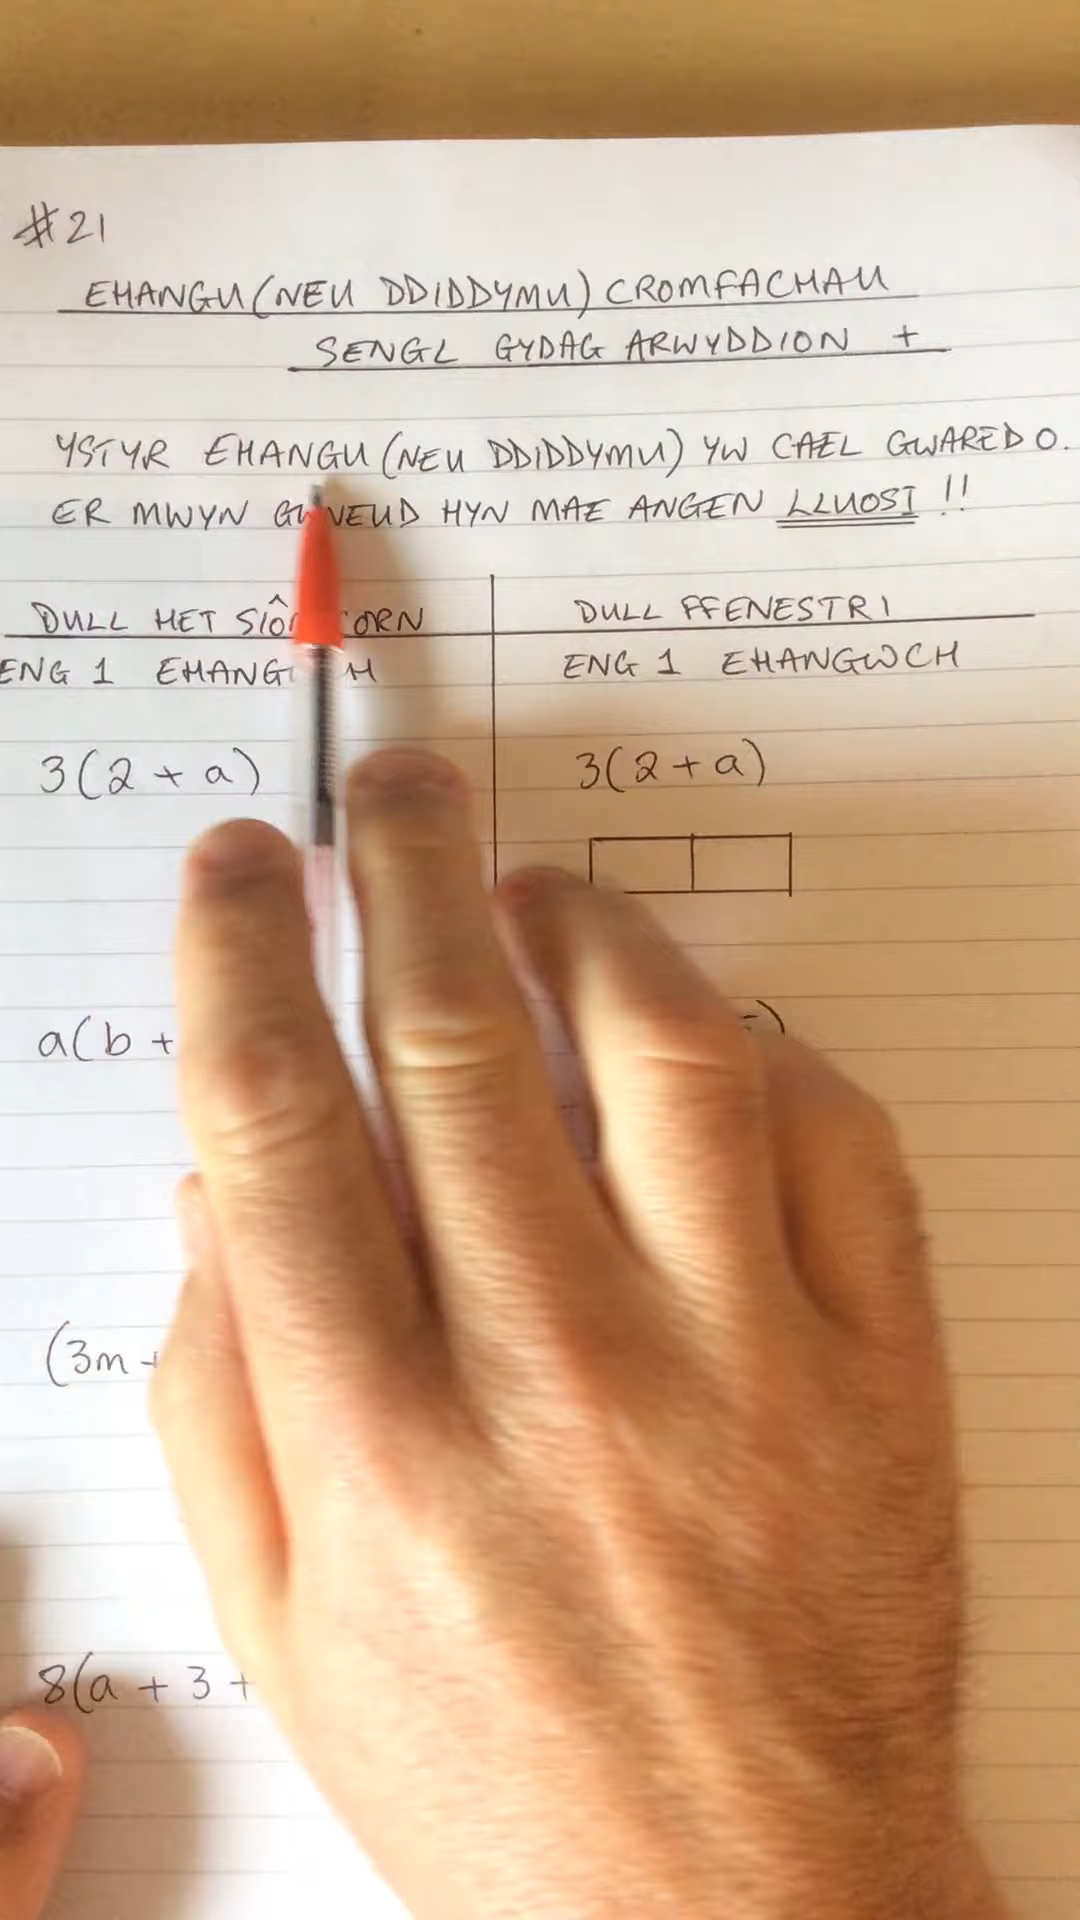 #21
EHANGU (NEU DDIDDYMU) CROMFACHAU
SENGL GYDAG ARWYDDION +
YSTYR EHANGU (NEU DDIDDYMU) YW CAEL GWARED O.
ER MWYN GWNEUD HYN MAE ANGEN LLUOSI !!
DULL HET SIÔN CORN
ENG 1 EHANGWCH
3(2 + a)
a(b +
(3m +
8(a + 3 +
DULL FFENESTRI
ENG 1 EHANGWCH
3(2 + a)